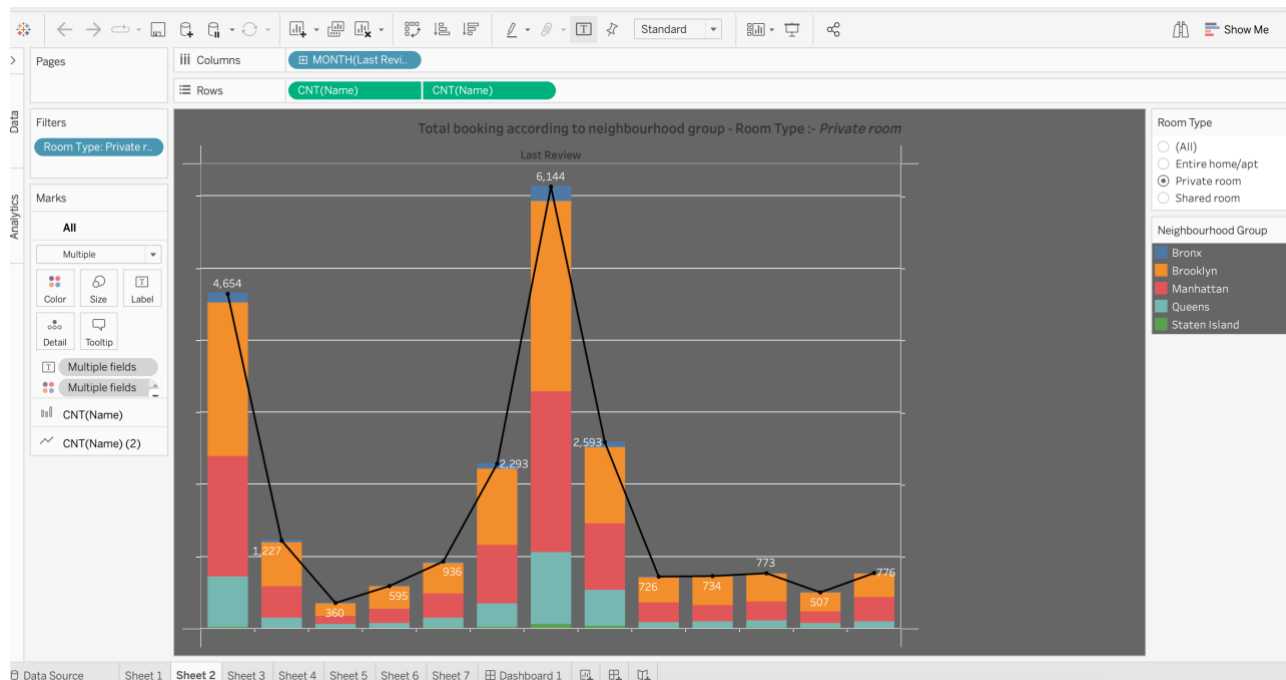 Standard
Show Me
Data
Analytics
Pages
Filters
Room Type: Private r..
Marks
All
Multiple
Color
Size
Label
Detail
Tooltip
Multiple fields
Multiple fields
CNT(Name)
CNT(Name) (2)
Columns
MONTH(Last Revi..
Rows
CNT(Name)
CNT(Name)
Total booking according to neighbourhood group - Room Type :- Private room
Last Review
4,654
1,227
360
595
936
2,293
6,144
2,593
726
734
773
507
776
Room Type
(All)
Entire home/apt
Private room
Shared room
Neighbourhood Group
Bronx
Brooklyn
Manhattan
Queens
Staten Island
Data Source
Sheet 1
Sheet 2
Sheet 3
Sheet 4
Sheet 5
Sheet 6
Sheet 7
Dashboard 1